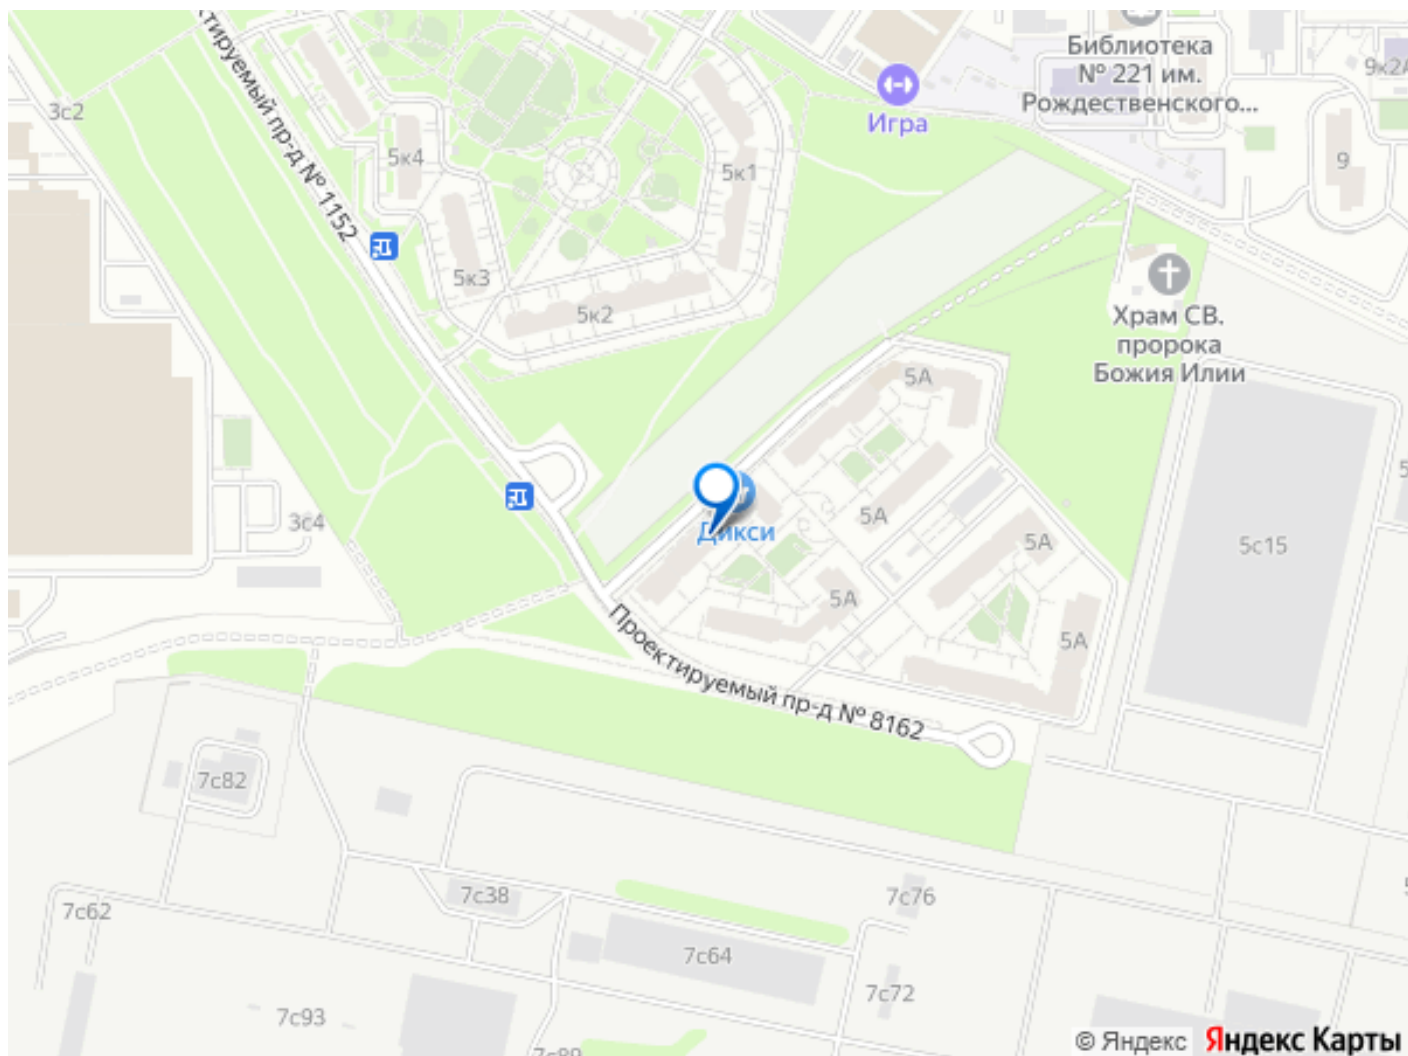 Библиотека
№ 221 им.
Рождественского...
9к2А
3с2
Игра
ктируемый пр-д № 1152
5к4
5к1
9
5к3
5к2
Храм СВ.
пророка
Божия Илии
5А
3с4
5А
Дикси
5А
5с15
5А
5А
Проектируемый пр-д № 8162
7с82
7с38
7с76
7с62
7с64
7с72
7с93
7с89
© Яндекс Яндекс Карты